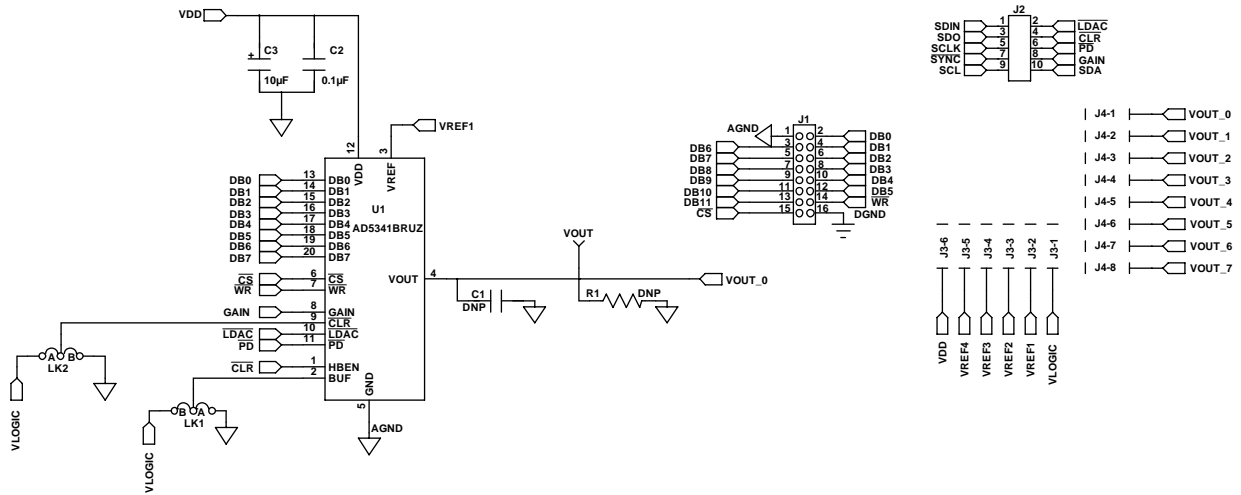 VDD
C3
C2
+
10µF
0.1µF
VREF1
12
3
VDD
VREF
U1
AD5341BRUZ
DB0 13 DB0
DB1 14 DB1
DB2 15 DB2
DB3 16 DB3
DB4 17 DB4
DB5 18 DB5
DB6 19 DB6
DB7 20 DB7
CS 6 CS
WR 7 WR
GAIN 8 GAIN
9 CLR
LDAC 10 LDAC
PD 11 PD
CLR 1 HBEN
2 BUF
GND
5
AGND
VOUT 4
C1
DNP
VOUT
R1
DNP
VOUT_0
A B
LK2
VLOGIC
B A
LK1
VLOGIC
J1
AGND 1 2 DB0
DB6 3 4 DB1
DB7 5 6 DB2
DB8 7 8 DB3
DB9 9 10 DB4
DB10 11 12 DB5
DB11 13 14 WR
CS 15 16 DGND
J2
SDIN 1 2 LDAC
SDO 3 4 CLR
SCLK 5 6 PD
SYNC 7 8 GAIN
SCL 9 10 SDA
J4-1 VOUT_0
J4-2 VOUT_1
J4-3 VOUT_2
J4-4 VOUT_3
J4-5 VOUT_4
J4-6 VOUT_5
J4-7 VOUT_6
J4-8 VOUT_7
J3-6 VDD
J3-5 VREF4
J3-4 VREF3
J3-3 VREF2
J3-2 VREF1
J3-1 VLOGIC